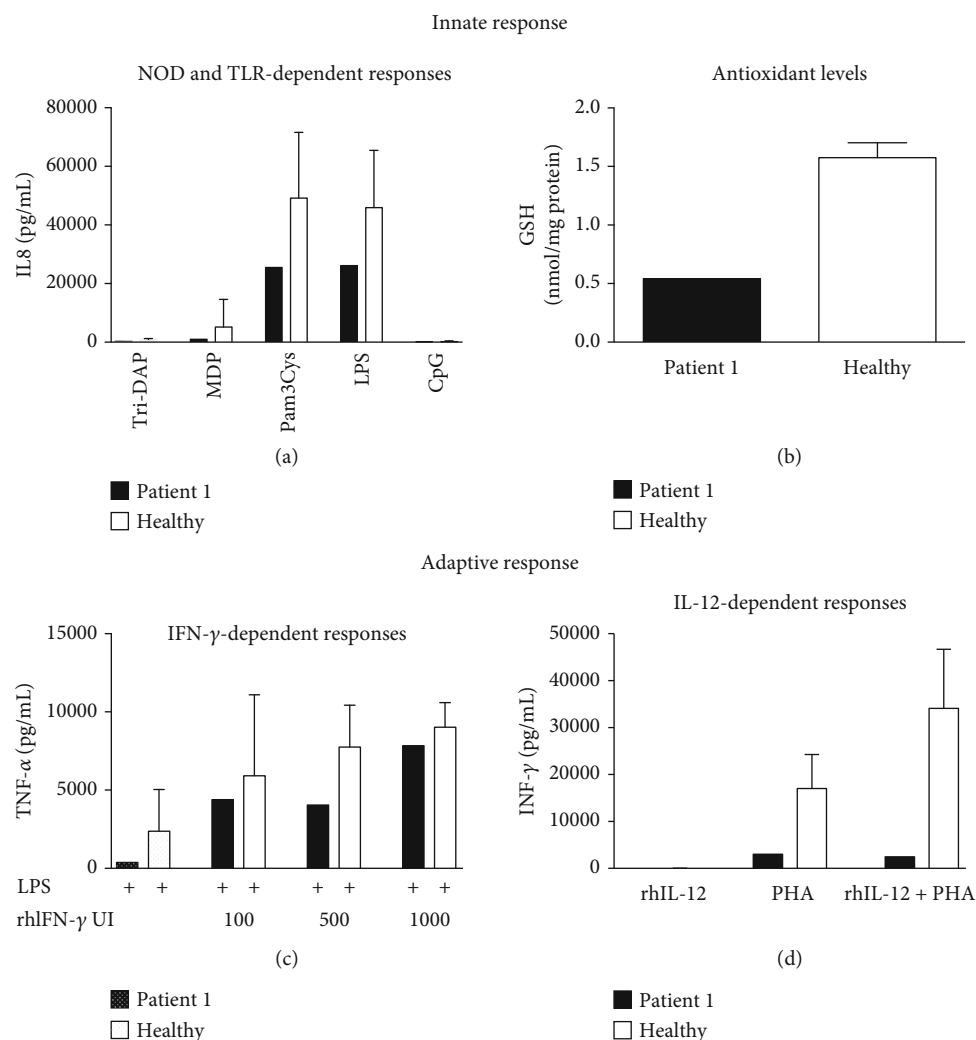 Innate response
NOD and TLR-dependent responses
80000
60000
40000
20000
0
IL8 (pg/mL)
Tri-DAP
MDP
Pam3Cys
LPS
CpG
(a)
Patient 1
Healthy
Antioxidant levels
2.0
1.5
1.0
0.5
0.0
GSH
(nmol/mg protein)
Patient 1
Healthy
(b)
Patient 1
Healthy
Adaptive response
IFN-γ-dependent responses
15000
10000
5000
0
TNF-α (pg/mL)
LPS + + + + + + + +
rhlFN-γ UI 100 500 1000
(c)
Patient 1
Healthy
IL-12-dependent responses
50000
40000
30000
20000
10000
0
INF-γ (pg/mL)
rhIL-12 PHA rhIL-12 + PHA
(d)
Patient 1
Healthy